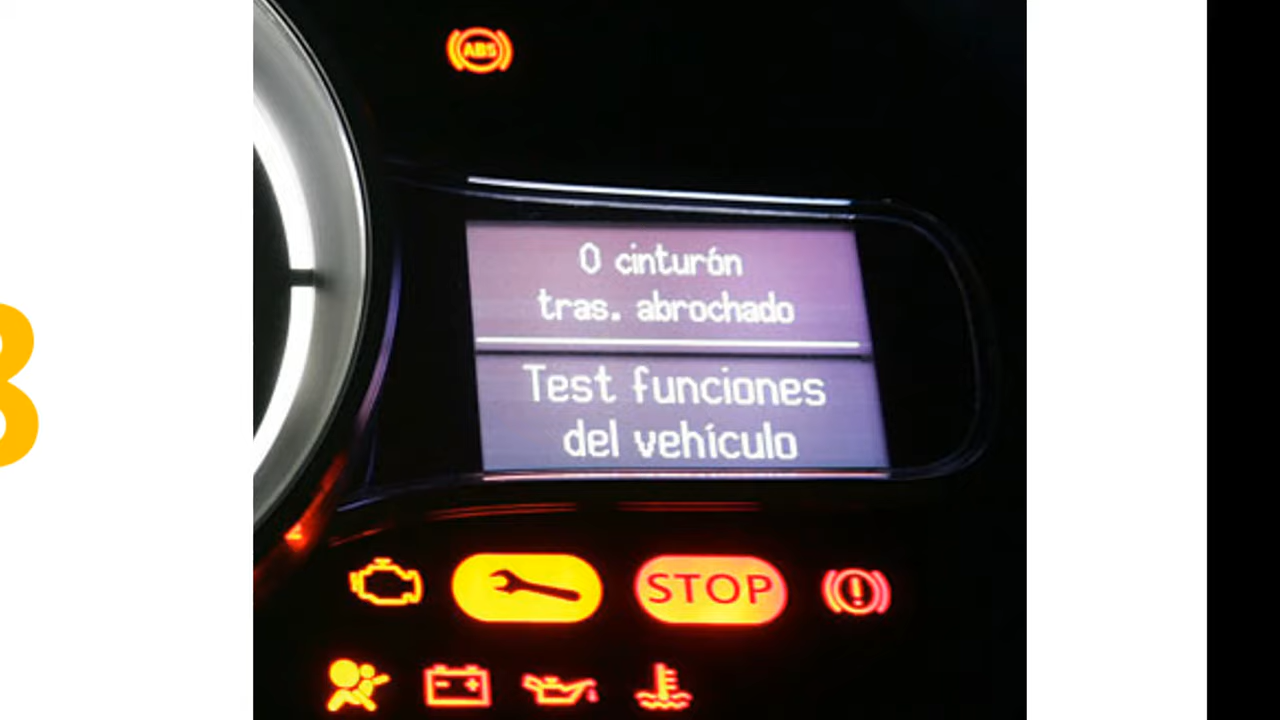 ABS
0 cinturón
tras. abrochado
Test funciones
del vehículo
STOP